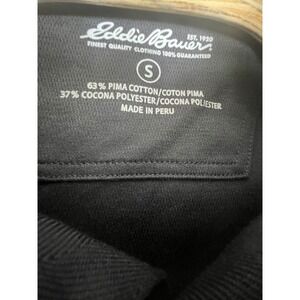 Eddie Bauer EST. 1920
FINEST QUALITY CLOTHING 100% GUARANTEED
S
63% PIMA COTTON/COTON PIMA
37% COCONA POLYESTER/COCONA POLIESTER
MADE IN PERU